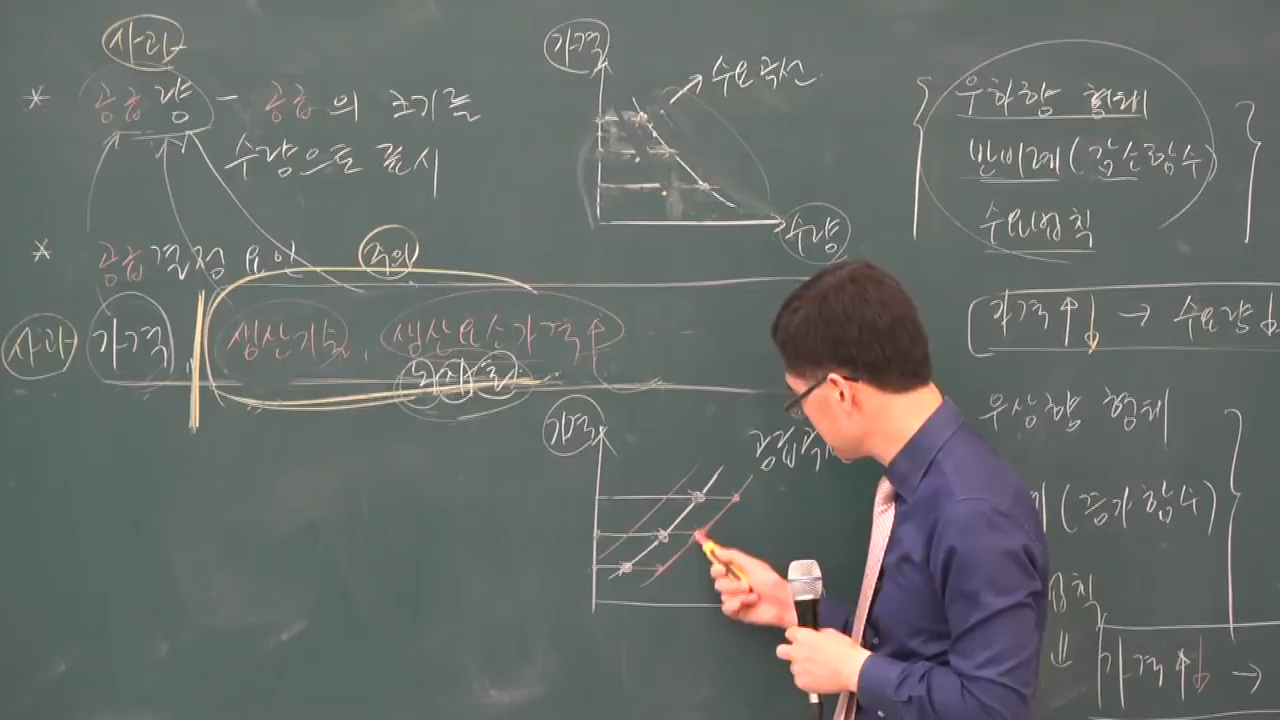 사과
* 공급량 - 공급의 크기를
수량으로 표시
* 공급결정 요인
주의
사과 가격, 생산기술, 생산요소가격↑
가격
수요곡선
수량
가격
공급곡
우하향 형태
반비례(감소함수)
수요법칙
가격↑↓ → 수요량↓
우상향 형태
(증가함수)
칙
⇓
가격↑↓ →